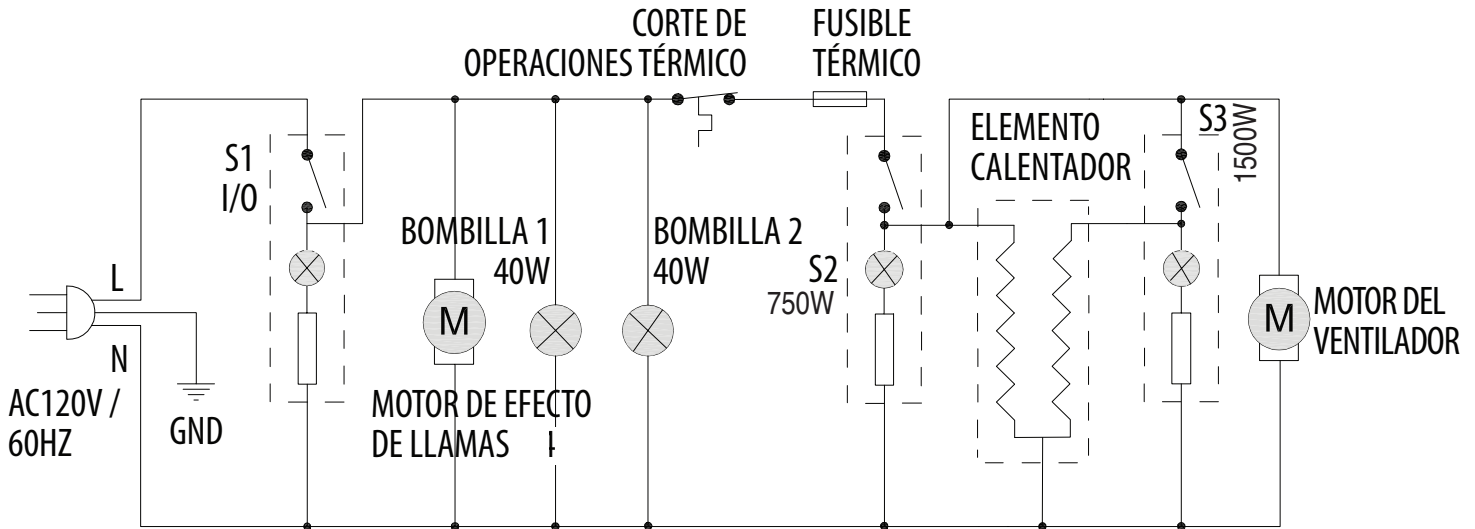 CORTE DE
OPERACIONES TÉRMICO
FUSIBLE
TÉRMICO
S1
I/O
BOMBILLA 1
40W
BOMBILLA 2
40W
S2
750W
ELEMENTO
CALENTADOR
S3
1500W
L
N
AC120V /
60HZ
GND
M
MOTOR DE EFECTO
DE LLAMAS
M
MOTOR DEL
VENTILADOR